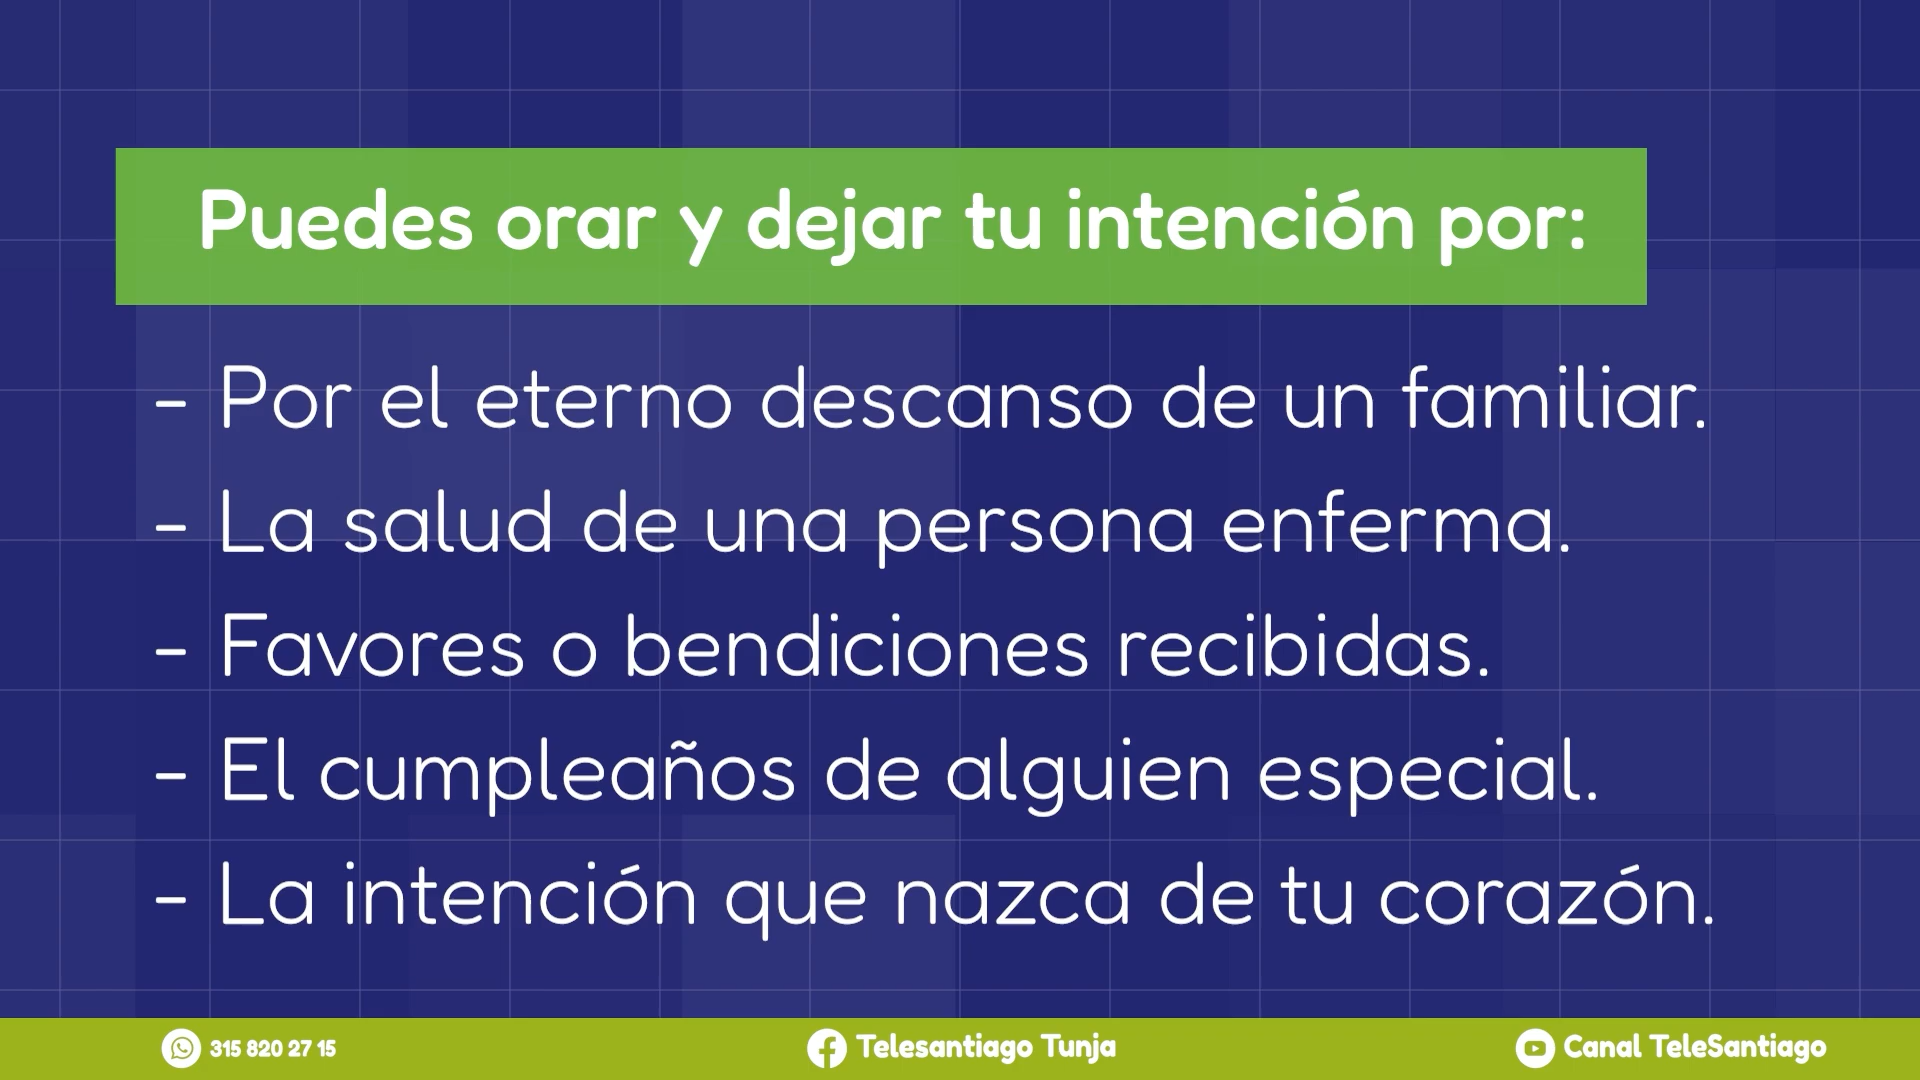 Puedes orar y dejar tu intención por:
- Por el eterno descanso de un familiar.
- La salud de una persona enferma.
- Favores o bendiciones recibidas.
- El cumpleaños de alguien especial.
- La intención que nazca de tu corazón.
315 820 27 15
Telesantiago Tunja
Canal TeleSantiago